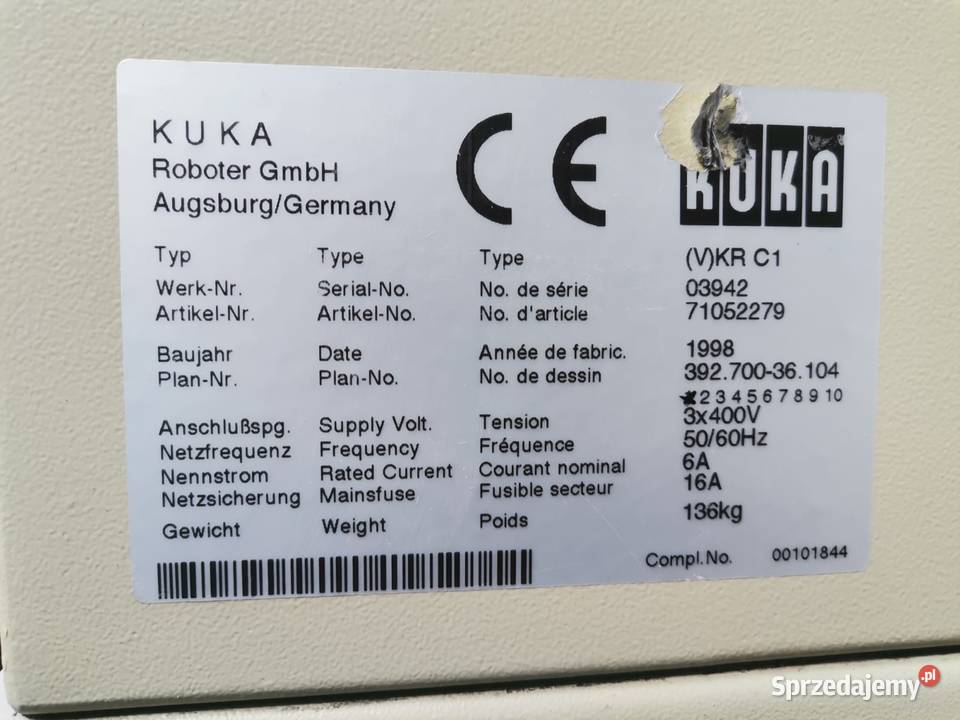 KUKA
Roboter GmbH
Augsburg/Germany
CE
KUKA
Typ Type Type (V)KR C1
Werk-Nr. Serial-No. No. de série 03942
Artikel-Nr. Artikel-No. No. d'article 71052279
Baujahr Date Année de fabric. 1998
Plan-Nr. Plan-No. No. de dessin 392.700-36.104
2 3 4 5 6 7 8 9 10
Anschlußspg. Supply Volt. Tension 3x400V
Netzfrequenz Frequency Fréquence 50/60Hz
Nennstrom Rated Current Courant nominal 6A
Netzsicherung Mainsfuse Fusible secteur 16A
Gewicht Weight Poids 136kg
Compl.No. 00101844
Sprzedajemy.pl